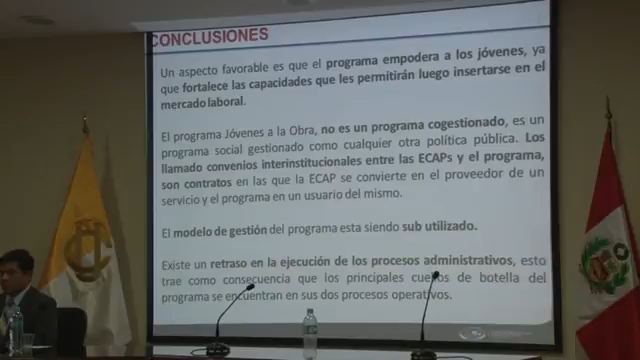 CONCLUSIONES
Un aspecto favorable es que el programa empodera a los jóvenes, ya
que fortalece las capacidades que les permitirán luego insertarse en el
mercado laboral.
El programa Jóvenes a la Obra, no es un programa cogestionado, es un
programa social gestionado como cualquier otra política pública. Los
llamado convenios interinstitucionales entre las ECAPs y el programa,
son contratos en las que la ECAP se convierte en el proveedor de un
servicio y el programa en un usuario del mismo.
El modelo de gestión del programa esta siendo sub utilizado.
Existe un retraso en la ejecución de los procesos administrativos, esto
trae como consecuencia que los principales cuellos de botella del
programa se encuentran en sus dos procesos operativos.